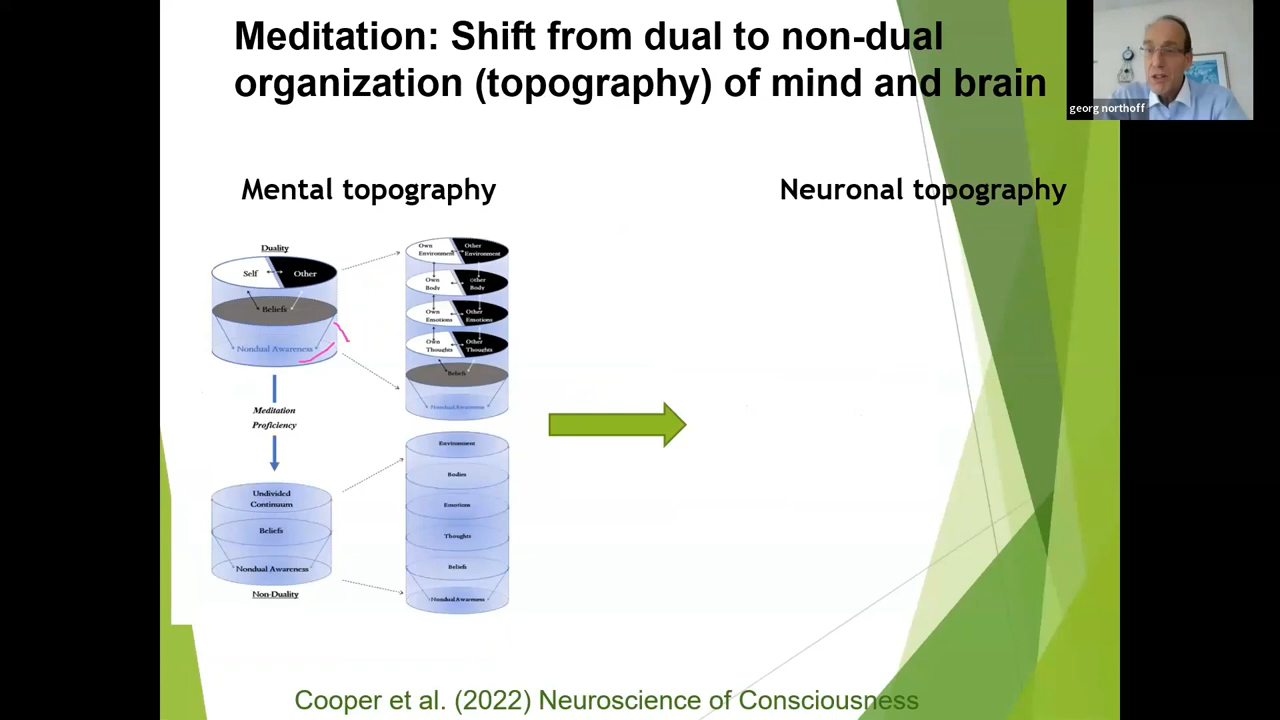 Meditation: Shift from dual to non-dual
organization (topography) of mind and brain
georg northoff
Mental topography
Neuronal topography
Duality
Self
Other
Beliefs
Nondual Awareness
Meditation
Proficiency
Undivided
Continuum
Beliefs
Nondual Awareness
Non-Duality
Own
Environment
Other
Environment
Own
Body
Other
Body
Own
Emotions
Other
Emotions
Own
Thoughts
Other
Thoughts
Beliefs
Nondual Awareness
Environment
Bodies
Emotions
Thoughts
Beliefs
Nondual Awareness
Cooper et al. (2022) Neuroscience of Consciousness